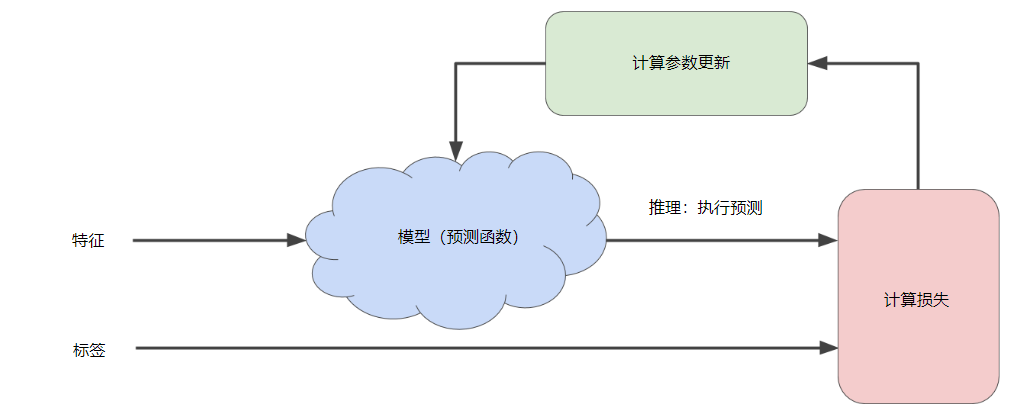 计算参数更新
推理：执行预测
特征
模型（预测函数）
计算损失
标签